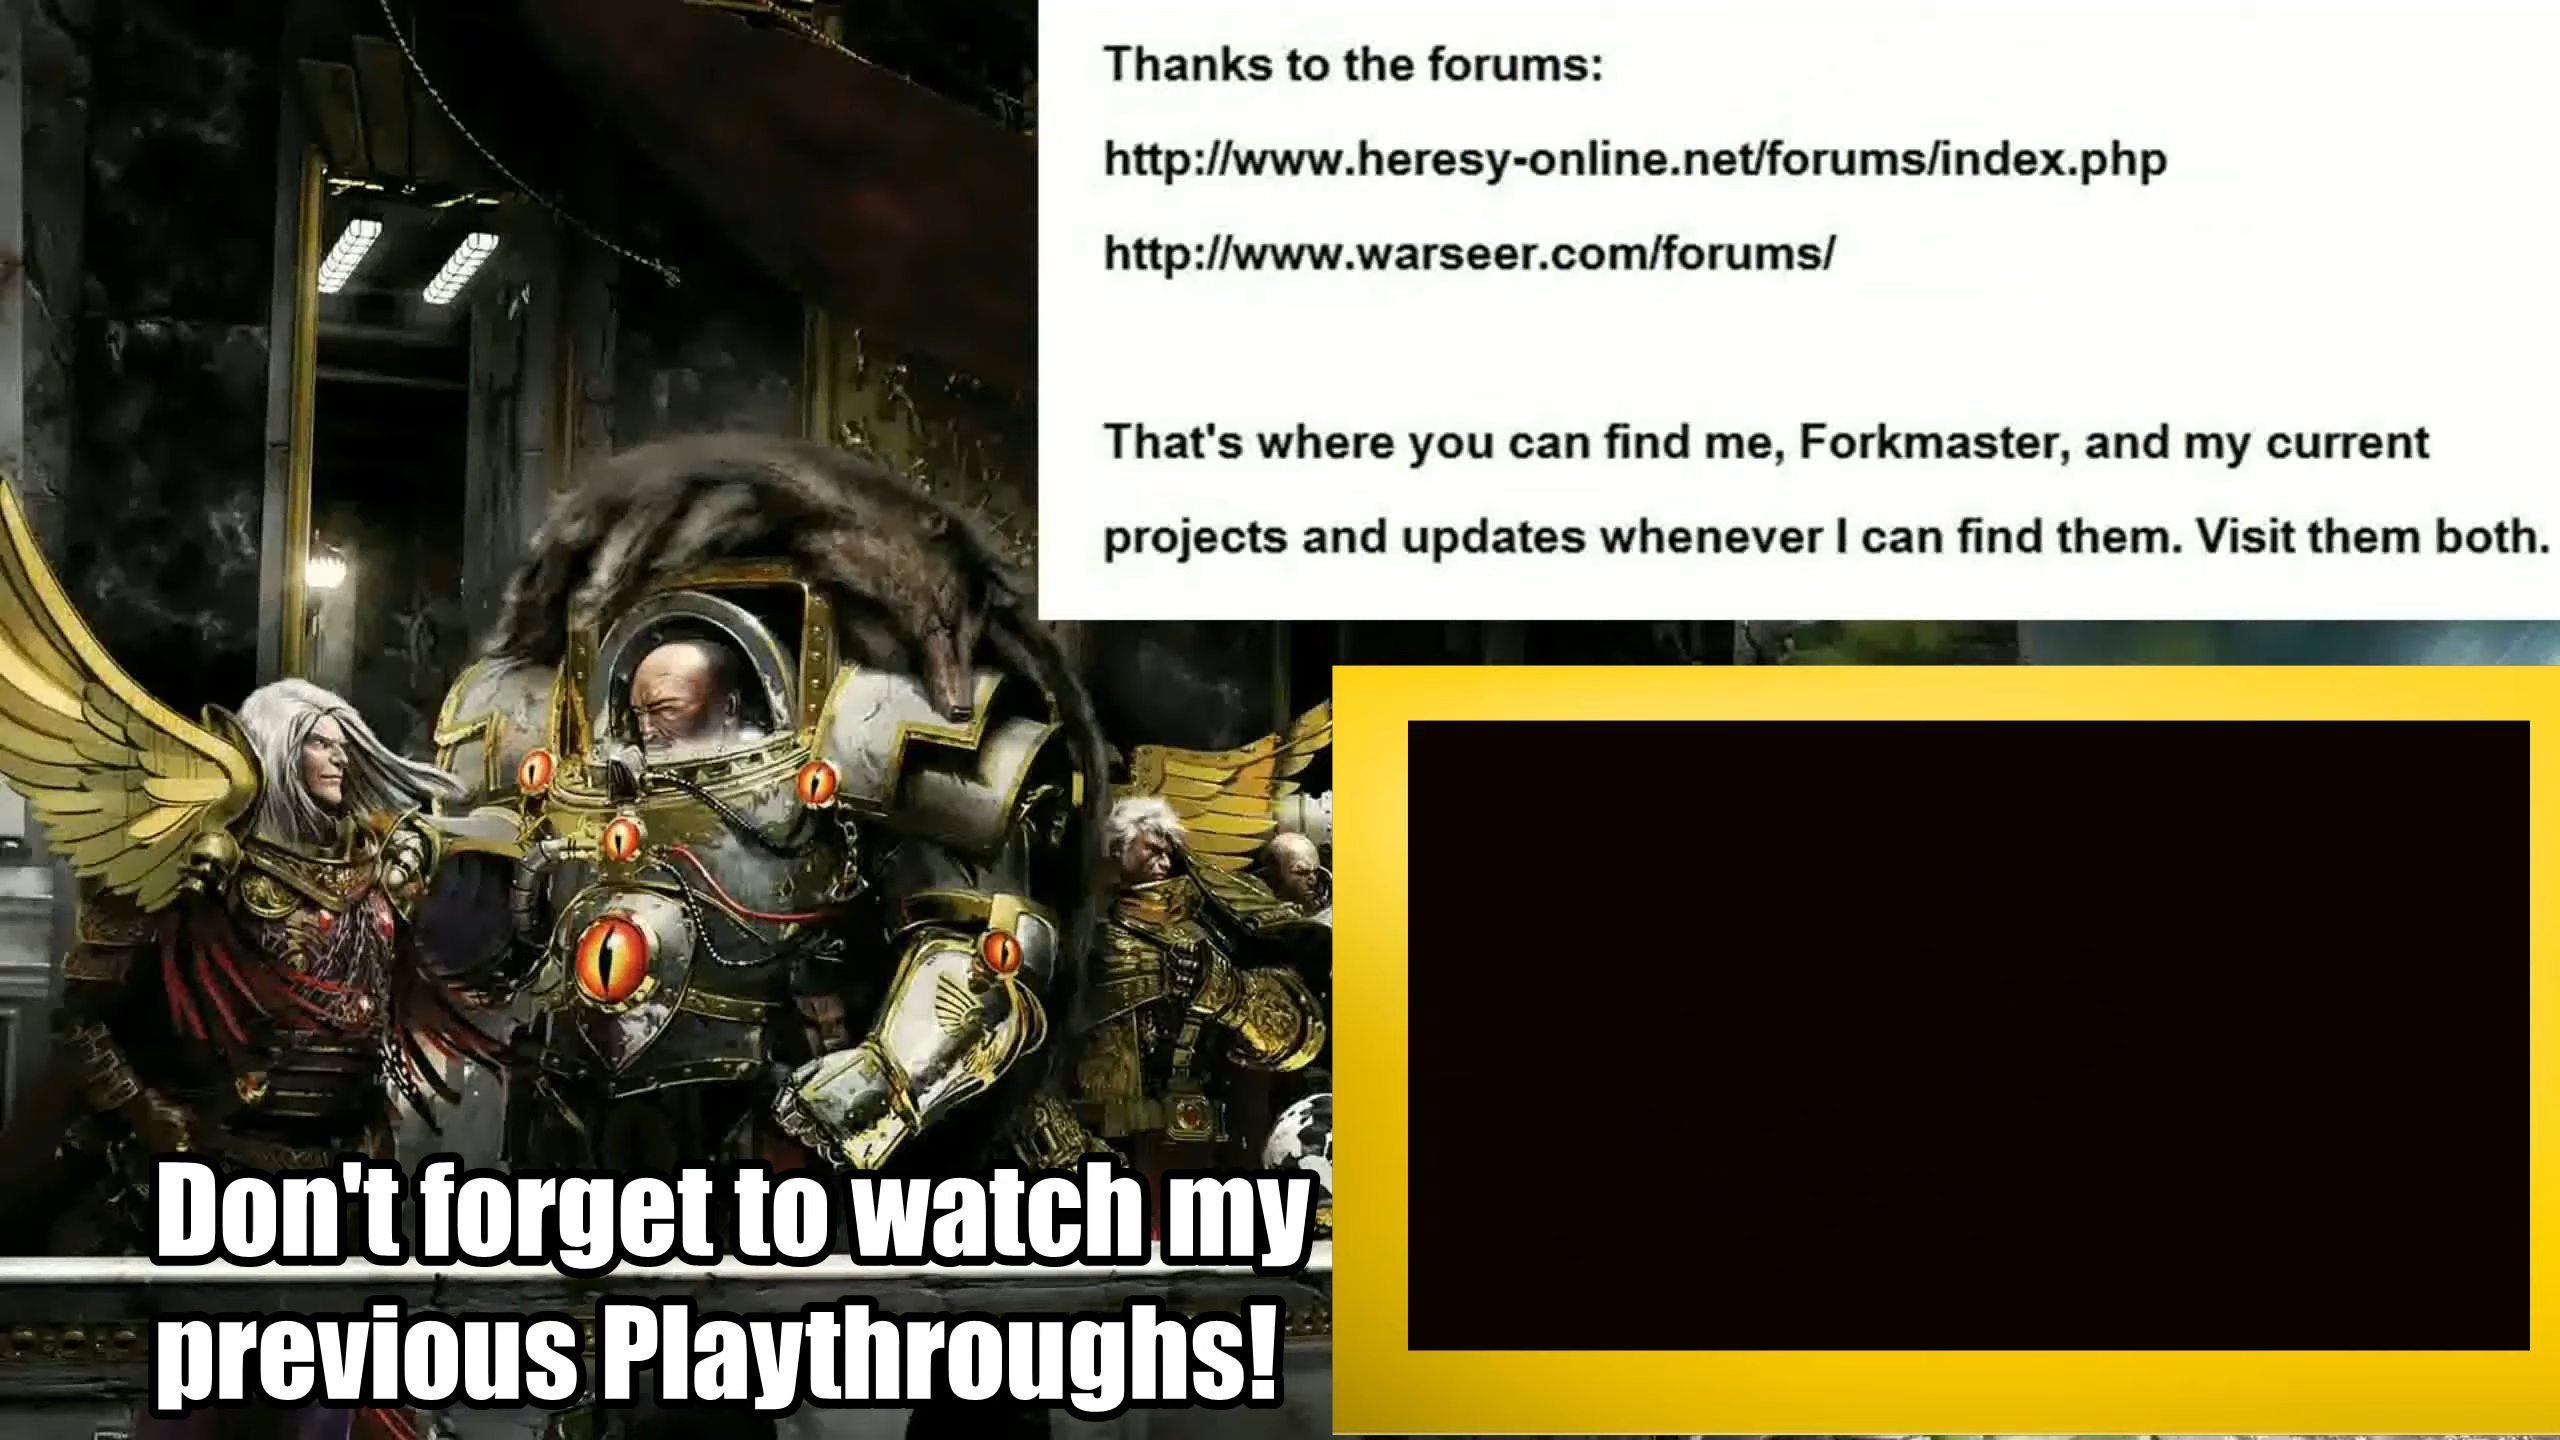 Thanks to the forums:
http://www.heresy-online.net/forums/index.php
http://www.warseer.com/forums/
That's where you can find me, Forkmaster, and my current
projects and updates whenever I can find them. Visit them both.
Don't forget to watch my
previous Playthroughs!